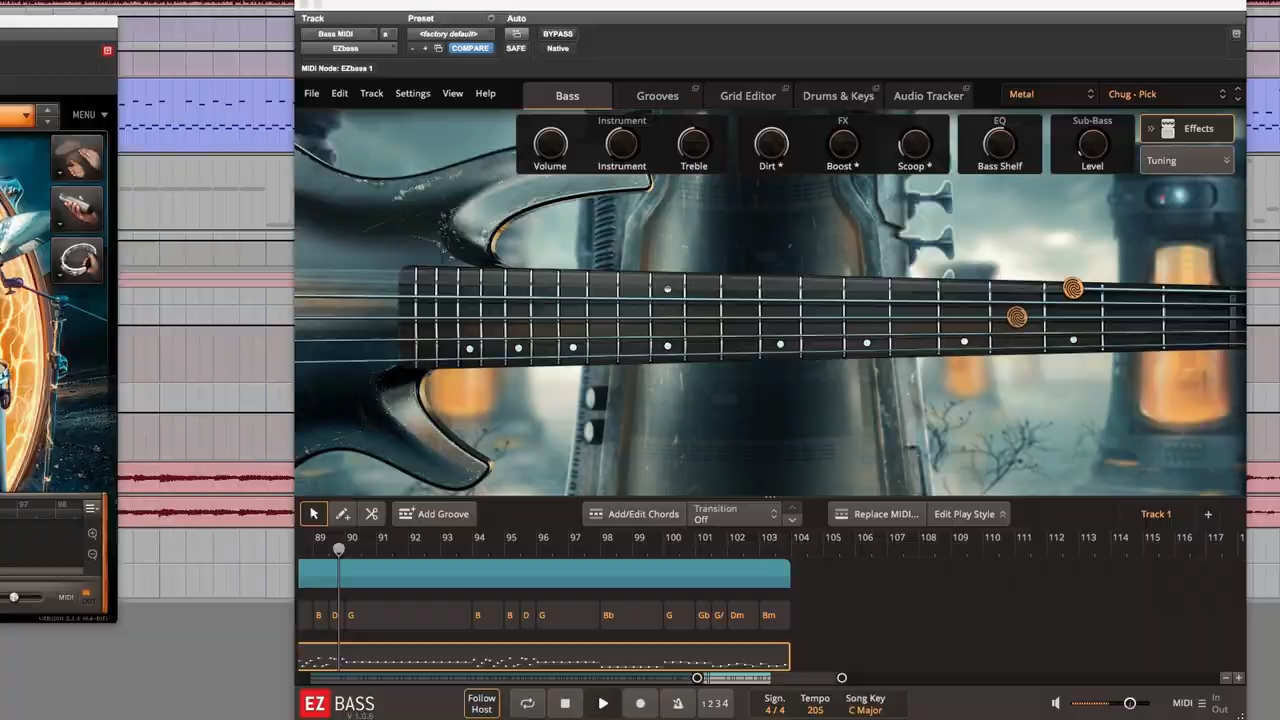 Track
Preset
Auto
Bass MIDI
a
<factory default>
BYPASS
EZbass
- + COMPARE
SAFE
Native
MIDI Node: EZbass 1
File Edit Track Settings View Help
Bass
Grooves
Grid Editor
Drums & Keys
Audio Tracker
Metal
Chug - Pick
MENU
Instrument
FX
EQ
Sub-Bass
Effects
Volume
Instrument
Treble
Dirt *
Boost *
Scoop *
Bass Shelf
Level
Tuning
97 98
Add Groove
Add/Edit Chords
Transition
Off
Replace MIDI...
Edit Play Style
Track 1
+
89 90 91 92 93 94 95 96 97 98 99 100 101 102 103 104 105 106 107 108 109 110 111 112 113 114 115 116 117
B D G B B D G Bb G Gb G/ Dm Bm
MIDI
OUT
VERSION 2.1.6 (64-BIT)
EZ BASS
V 1.0.6
Follow
Host
1 2 3 4
Sign.
4 / 4
Tempo
205
Song Key
C Major
MIDI
In
Out